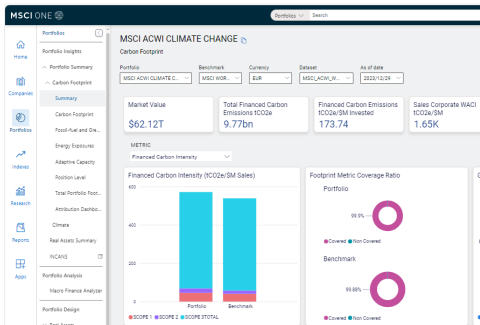 MSCI ONE
Portfolios
Search
Home
Companies
Portfolios
Indexes
Research
Reports
Apps
Portfolios
Portfolio Insights
Portfolio Summary
Carbon Footprint
Summary
Carbon Footprint
Fossil-fuel and Gre...
Energy Exposures
Adaptive Capacity
Position Level
Total Portfolio Foot...
Attribution Dashbo...
Climate
Real Assets Summary
INCANS
Portfolio Analysis
Macro Finance Analyzer
Portfolio Design
Real Assets
MSCI ACWI CLIMATE CHANGE
Carbon Footprint
Portfolio Benchmark Currency Dataset As of date
MSCI ACWI CLIMATE C... MSCI WOR... EUR MSCI_ACWI_W... 2023/12/29
Market Value
$62.12T
Total Financed Carbon
Emissions tCO2e
9.77bn
Financed Carbon Emissions
tCO2e/$M Invested
173.74
Sales Corporate WACI
tCO2e/$M
1.65K
METRIC
Financed Carbon Intensity
Financed Carbon Intensity (tCO2e/$M Sales)
600
400
200
0
Portfolio Benchmark
SCOPE 1 SCOPE 2 SCOPE 3TOTAL
Footprint Metric Coverage Ratio
Portfolio
99.9%
Covered Non Covered
Benchmark
99.88%
Covered Non Covered